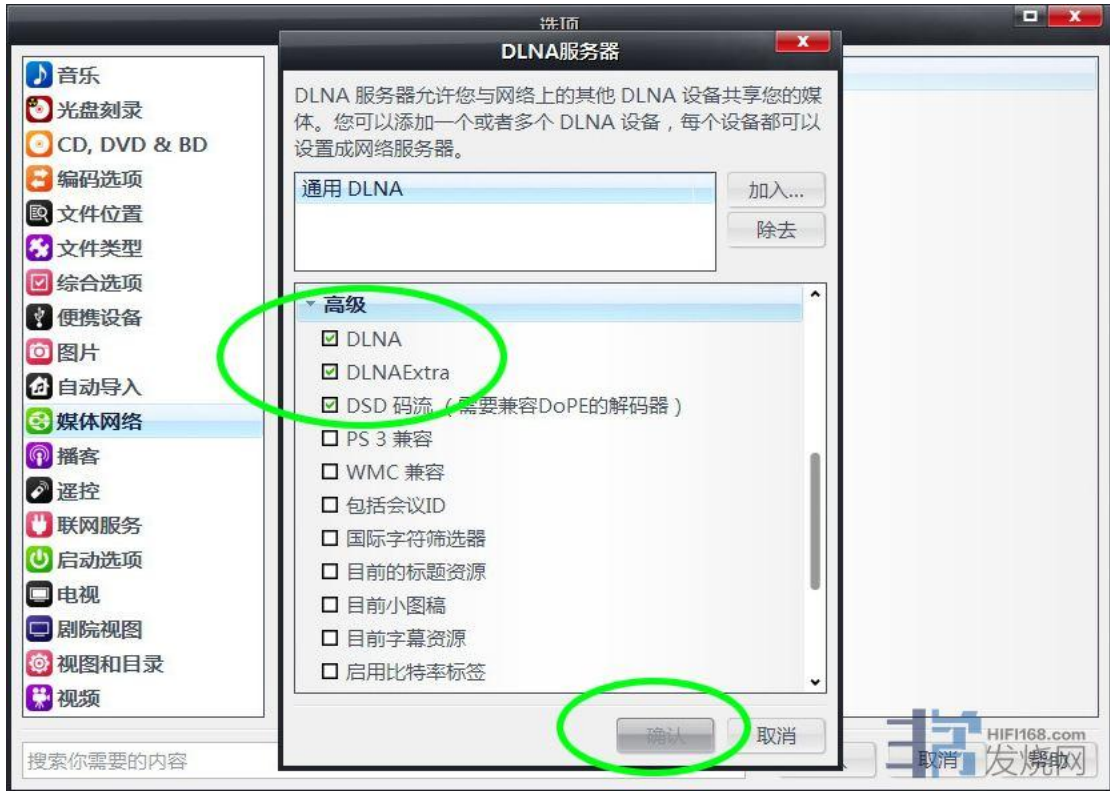 选项
X
DLNA服务器
X
音乐
光盘刻录
CD, DVD & BD
编码选项
文件位置
文件类型
综合选项
便携设备
图片
自动导入
媒体网络
播客
遥控
联网服务
启动选项
电视
剧院视图
视图和目录
视频
搜索你需要的内容
DLNA 服务器允许您与网络上的其他 DLNA 设备共享您的媒
体。您可以添加一个或者多个 DLNA 设备，每个设备都可以
设置成网络服务器。
通用 DLNA
加入...
除去
高级
DLNA
DLNAExtra
DSD 码流 （需要兼容DoPE的解码器）
PS 3 兼容
WMC 兼容
包括会议ID
国际字符筛选器
目前的标题资源
目前小图稿
目前字幕资源
启用比特率标签
确认
取消
取消
帮助
HIFI168.com
发烧网